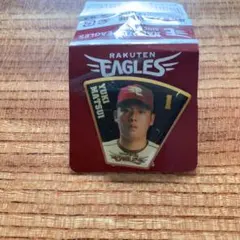 RAKUTEN
EAGLES
YUKI
MATSUI
1